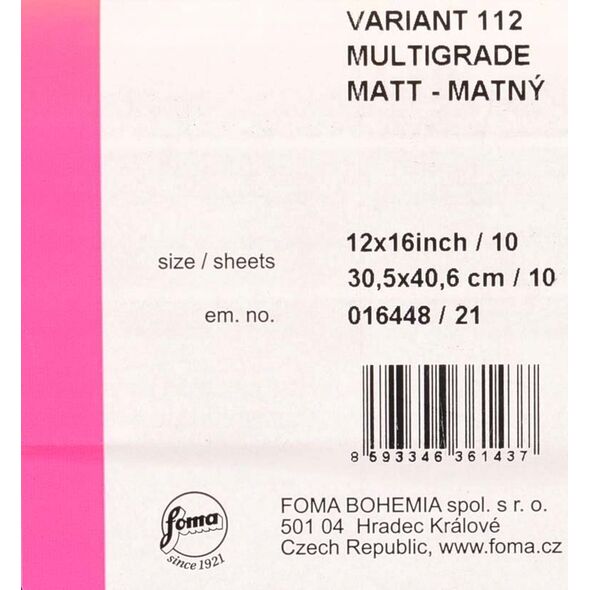 VARIANT 112
MULTIGRADE
MATT - MATNÝ
size / sheets
12x16inch / 10
30,5x40,6 cm / 10
em. no.
016448 / 21
8 593346 361437
foma
since 1921
FOMA BOHEMIA spol. s r. o.
501 04 Hradec Králové
Czech Republic, www.foma.cz